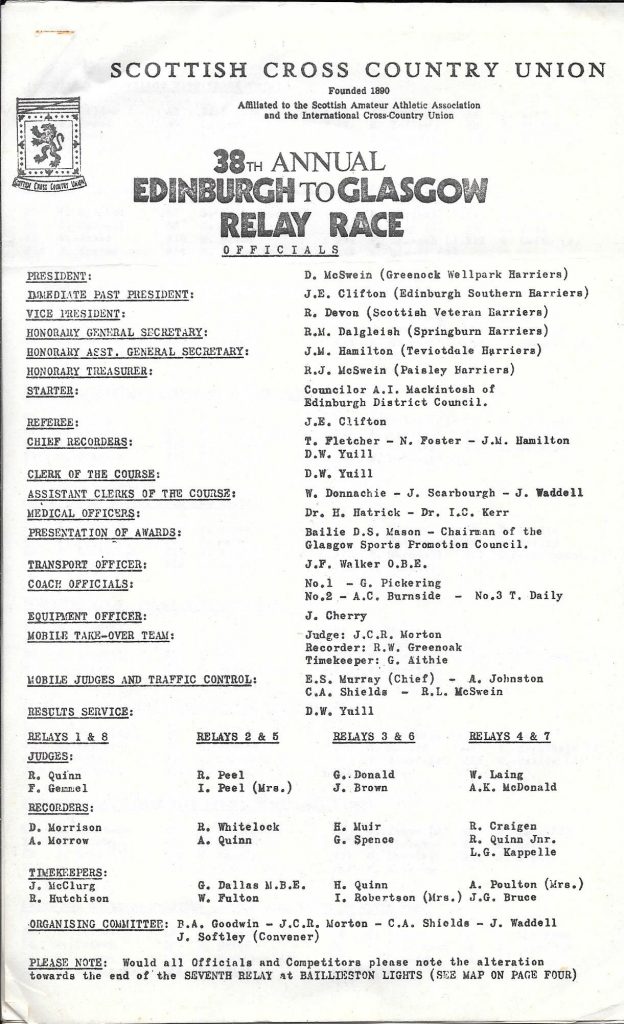 SCOTTISH CROSS COUNTRY UNION
Founded 1890
Affiliated to the Scottish Amateur Athletic Association
and the International Cross-Country Union
SCOTTISH CROSS COUNTRY UNION
38TH ANNUAL
EDINBURGH TO GLASGOW
RELAY RACE
OFFICIALS
PRESIDENT: D. McSwein (Greenock Wellpark Harriers)
IMMEDIATE PAST PRESIDENT: J.E. Clifton (Edinburgh Southern Harriers)
VICE PRESIDENT: R. Devon (Scottish Veteran Harriers)
HONORARY GENERAL SECRETARY: R.M. Dalgleish (Springburn Harriers)
HONORARY ASST. GENERAL SECRETARY: J.M. Hamilton (Teviotdale Harriers)
HONORARY TREASURER: R.J. McSwein (Paisley Harriers)
STARTER: Councilor A.I. Mackintosh of
Edinburgh District Council.
REFEREE: J.E. Clifton
CHIEF RECORDERS: T. Fletcher - N. Foster - J.M. Hamilton
D.W. Yuill
CLERK OF THE COURSE: D.W. Yuill
ASSISTANT CLERKS OF THE COURSE: W. Donnachie - J. Scarbourgh - J. Waddell
MEDICAL OFFICERS: Dr. H. Hatrick - Dr. I.C. Kerr
PRESENTATION OF AWARDS: Bailie D.S. Mason - Chairman of the
Glasgow Sports Promotion Council.
TRANSPORT OFFICER: J.F. Walker O.B.E.
COACH OFFICIALS: No.1 - G. Pickering
No.2 - A.C. Burnside - No.3 T. Daily
EQUIPMENT OFFICER: J. Cherry
MOBILE TAKE-OVER TEAM: Judge: J.C.R. Morton
Recorder: R.W. Greenoak
Timekeeper: G. Aithie
MOBILE JUDGES AND TRAFFIC CONTROL: E.S. Murray (Chief) - A. Johnston
C.A. Shields - R.L. McSwein
RESULTS SERVICE: D.W. Yuill
RELAYS 1 & 8 RELAYS 2 & 5 RELAYS 3 & 6 RELAYS 4 & 7
JUDGES:
R. Quinn R. Peel G. Donald W. Laing
F. Gemmel I. Peel (Mrs.) J. Brown A.K. McDonald
RECORDERS:
D. Morrison R. Whitelock H. Muir R. Craigen
A. Morrow A. Quinn G. Spence R. Quinn Jnr.
L.G. Kappelle
TIMEKEEPERS:
J. McClurg G. Dallas M.B.E. H. Quinn A. Poulton (Mrs.)
R. Hutchison W. Fulton I. Robertson (Mrs.) J.G. Bruce
ORGANISING COMMITTEE: B.A. Goodwin - J.C.R. Morton - C.A. Shields - J. Waddell
J. Softley (Convener)
PLEASE NOTE: Would all Officials and Competitors please note the alteration
towards the end of the SEVENTH RELAY at BAILLIESTON LIGHTS (SEE MAP ON PAGE FOUR)